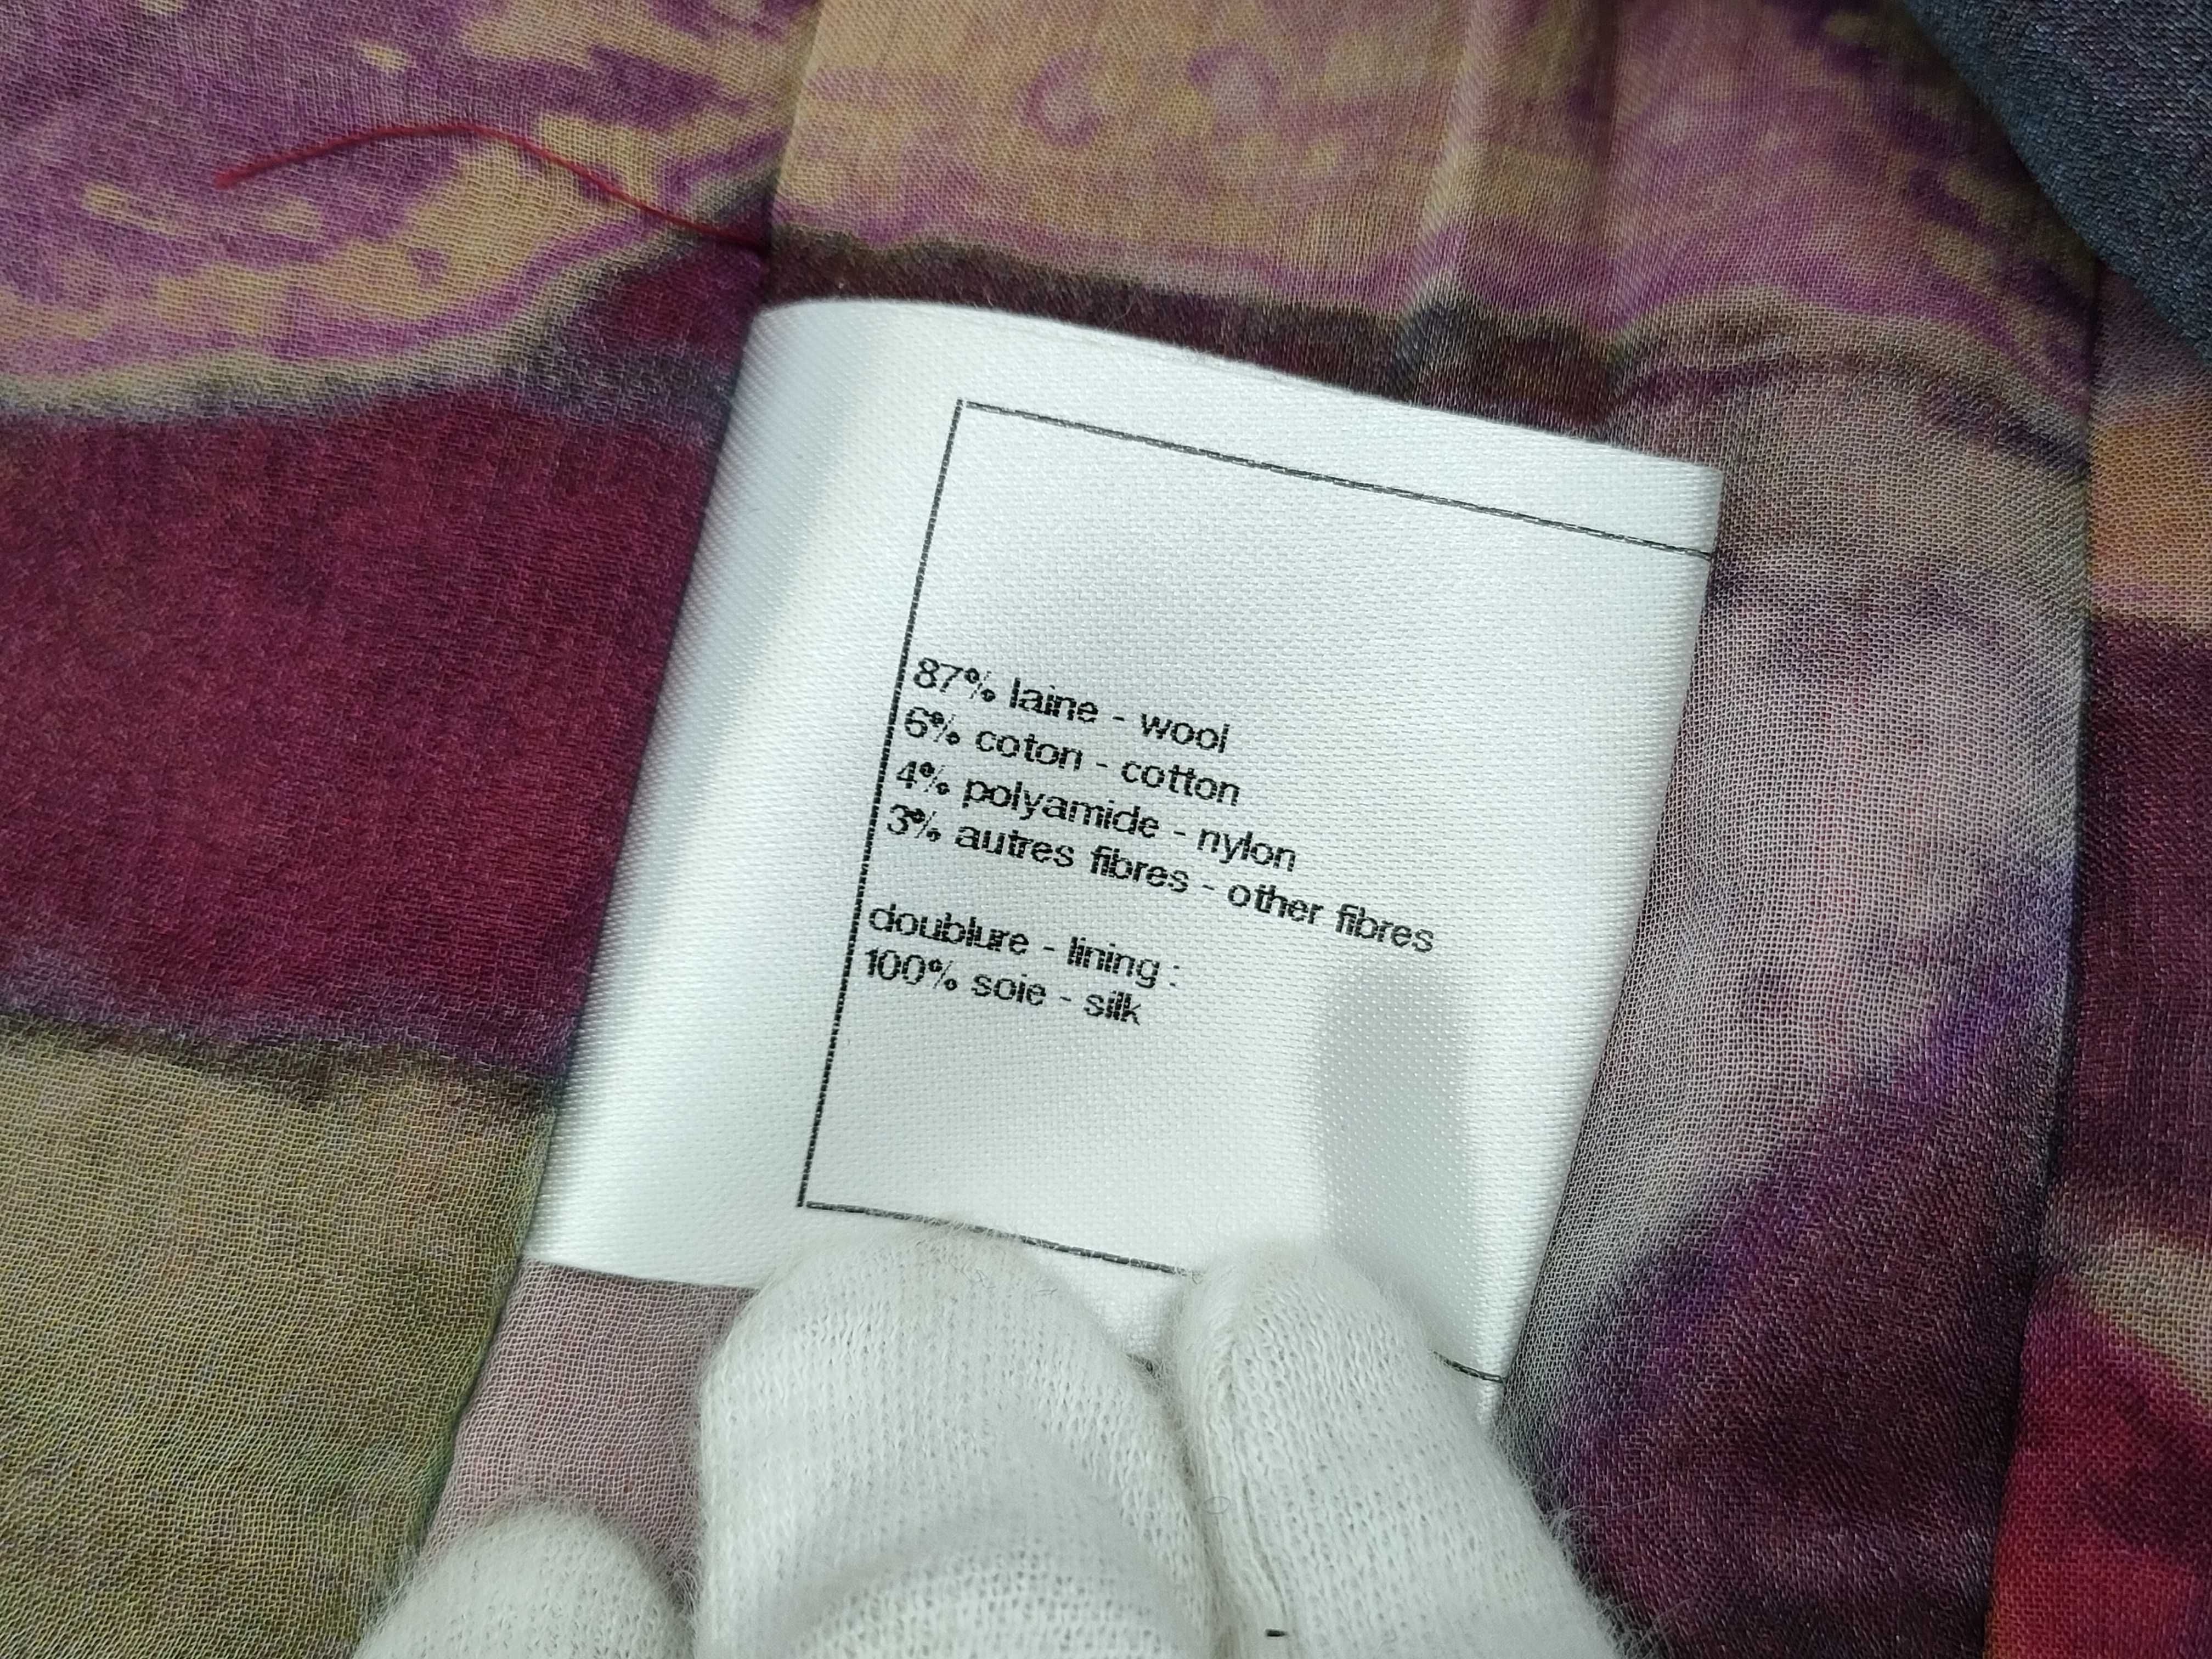 87% laine - wool
6% coton - cotton
4% polyamide - nylon
3% autres fibres - other fibres
doublure - lining :
100% soie - silk